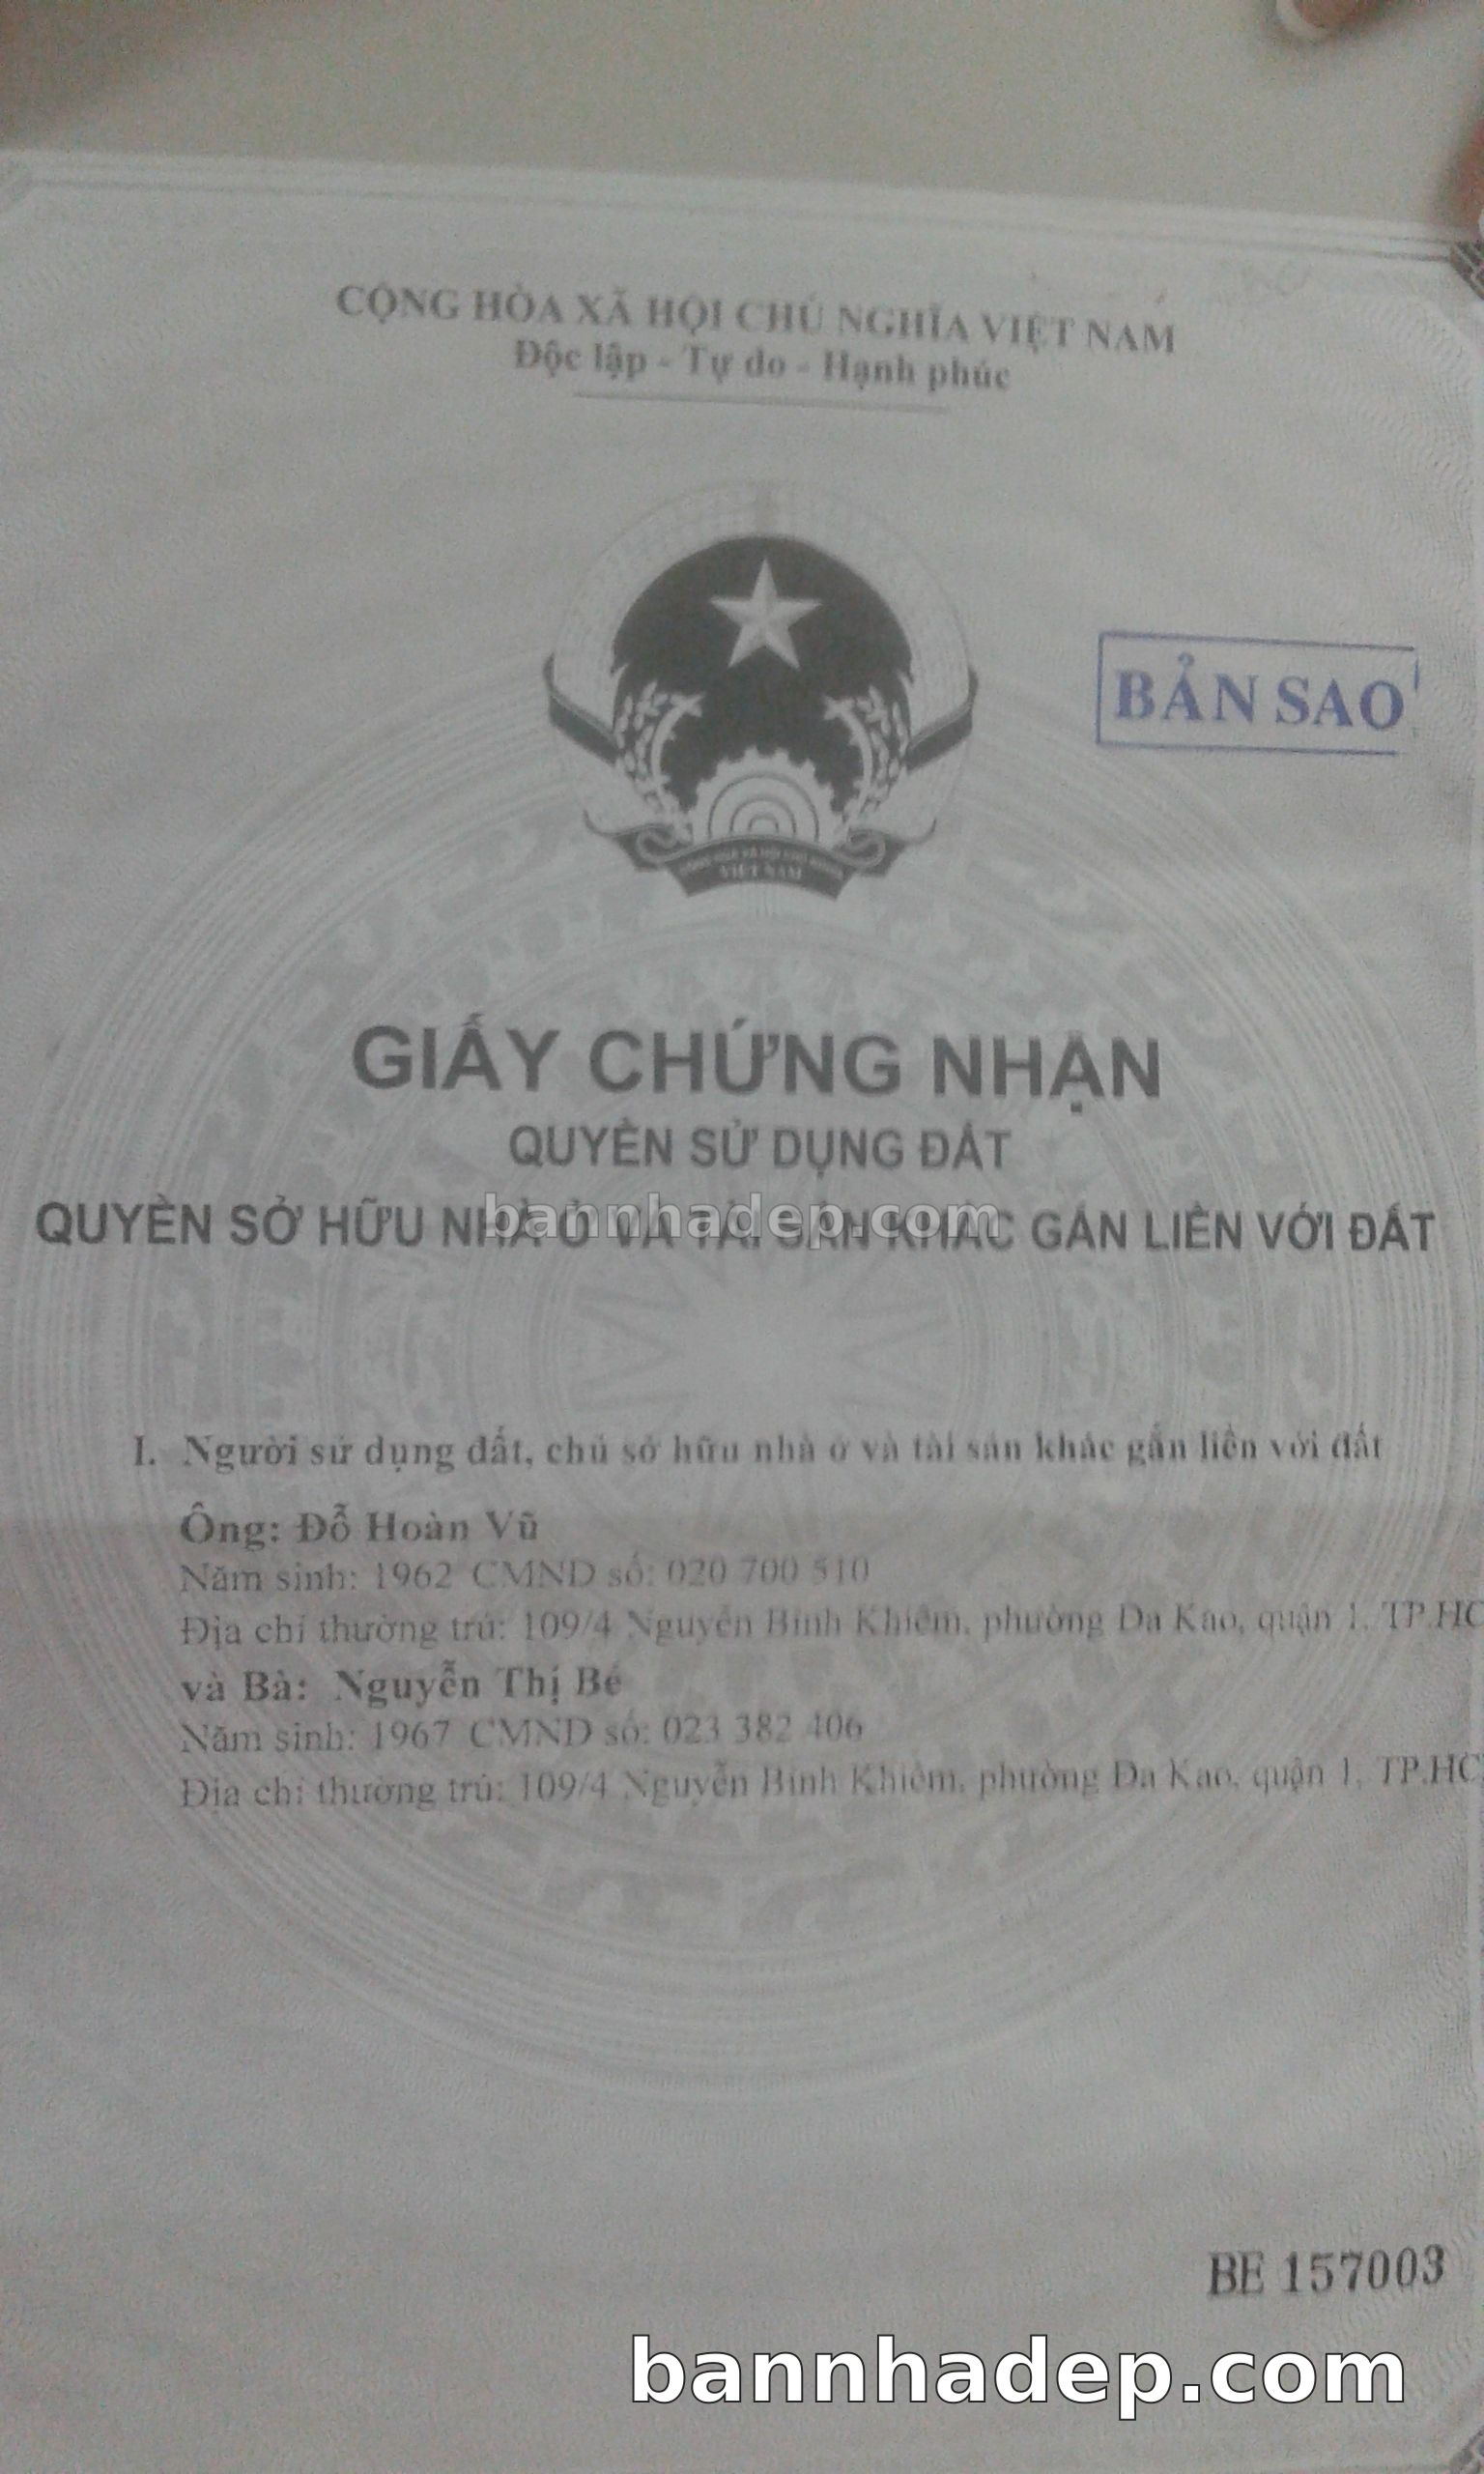 CỘNG HÒA XÃ HỘI CHỦ NGHĨA VIỆT NAM
Độc lập - Tự do - Hạnh phúc
BẢN SAO
VIỆT NAM
GIẤY CHỨNG NHẬN
QUYỀN SỬ DỤNG ĐẤT
QUYỀN SỞ HỮU NHÀ Ở VÀ TÀI SẢN KHÁC GẮN LIỀN VỚI ĐẤT
bannhadep.com
I. Người sử dụng đất, chủ sở hữu nhà ở và tài sản khác gắn liền với đất
Ông: Đỗ Hoàn Vũ
Năm sinh: 1962 CMND số: 020 700 510
Địa chỉ thường trú: 109/4 Nguyễn Bỉnh Khiêm, phường Đa Kao, quận 1, TP.HC
và Bà: Nguyễn Thị Bé
Năm sinh: 1967 CMND số: 023 382 406
Địa chỉ thường trú: 109/4 Nguyễn Bỉnh Khiêm, phường Đa Kao, quận 1, TP.HC
BE 157003
bannhadep.com